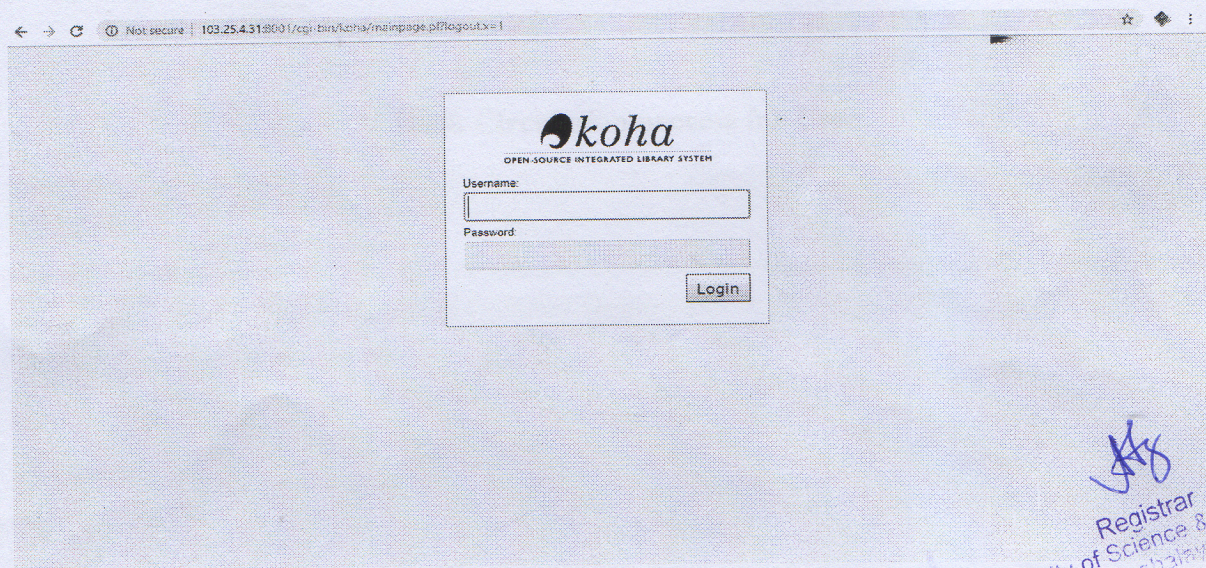 Not secure | 103.25.4.31:8001/cgi-bin/koha/mainpage.pl?logout.x=1
koha
OPEN-SOURCE INTEGRATED LIBRARY SYSTEM
Username:
Password:
Login
Registrar
of Science &